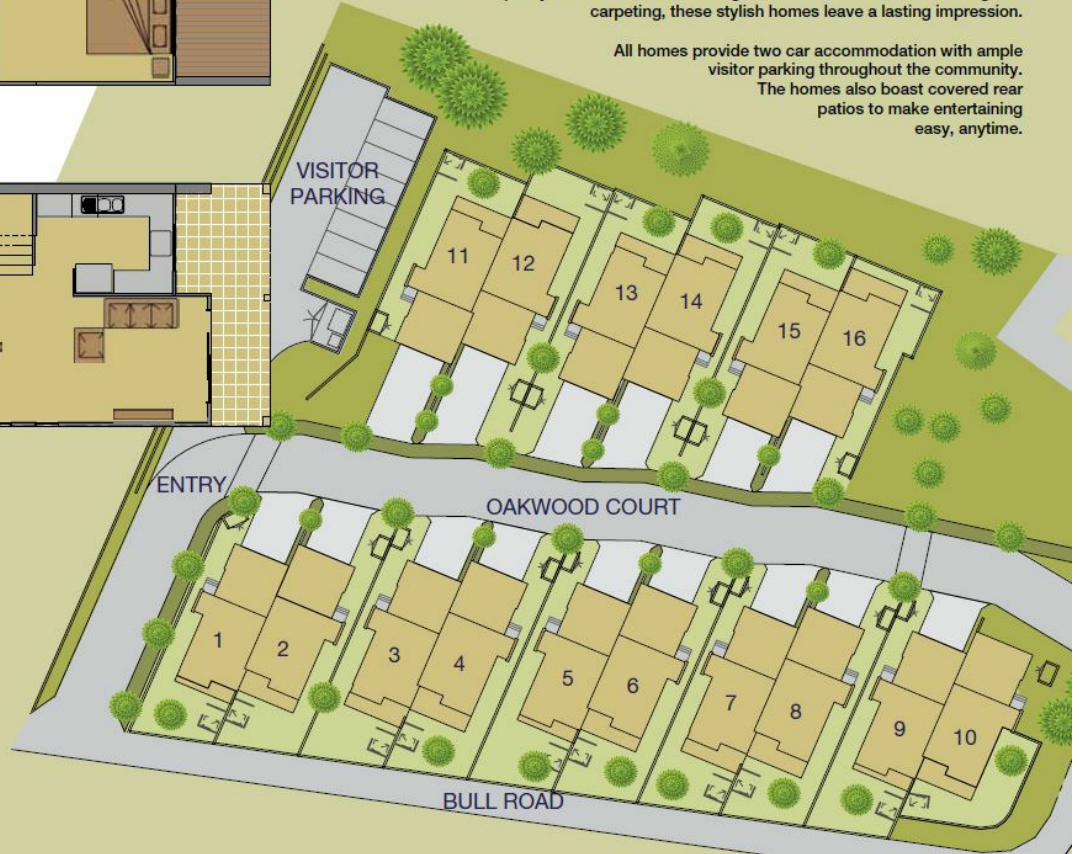 carpeting, these stylish homes leave a lasting impression.
All homes provide two car accommodation with ample
visitor parking throughout the community.
The homes also boast covered rear
patios to make entertaining
easy, anytime.
VISITOR
PARKING
11
12
13
14
15
16
ENTRY
OAKWOOD COURT
1
2
3
4
5
6
7
8
9
10
BULL ROAD